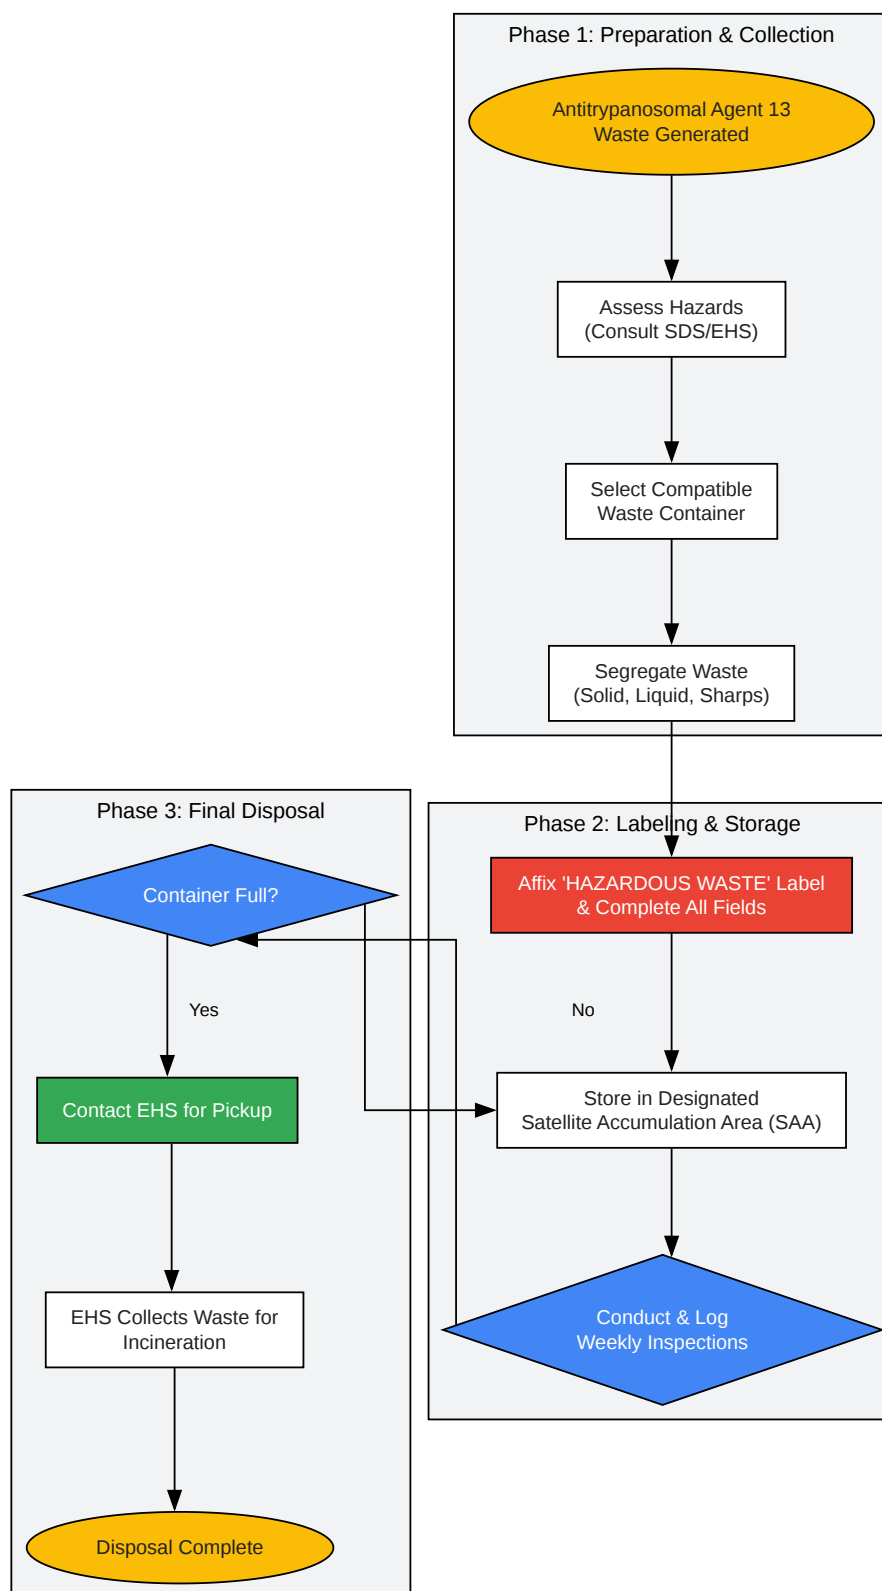 Phase 1: Preparation & Collection
Antitrypanosomal Agent 13
Waste Generated
Assess Hazards
(Consult SDS/EHS)
Select Compatible
Waste Container
Segregate Waste
(Solid, Liquid, Sharps)
Phase 2: Labeling & Storage
Affix 'HAZARDOUS WASTE' Label
& Complete All Fields
No
Store in Designated
Satellite Accumulation Area (SAA)
Conduct & Log
Weekly Inspections
Phase 3: Final Disposal
Container Full?
Yes
Contact EHS for Pickup
EHS Collects Waste for
Incineration
Disposal Complete